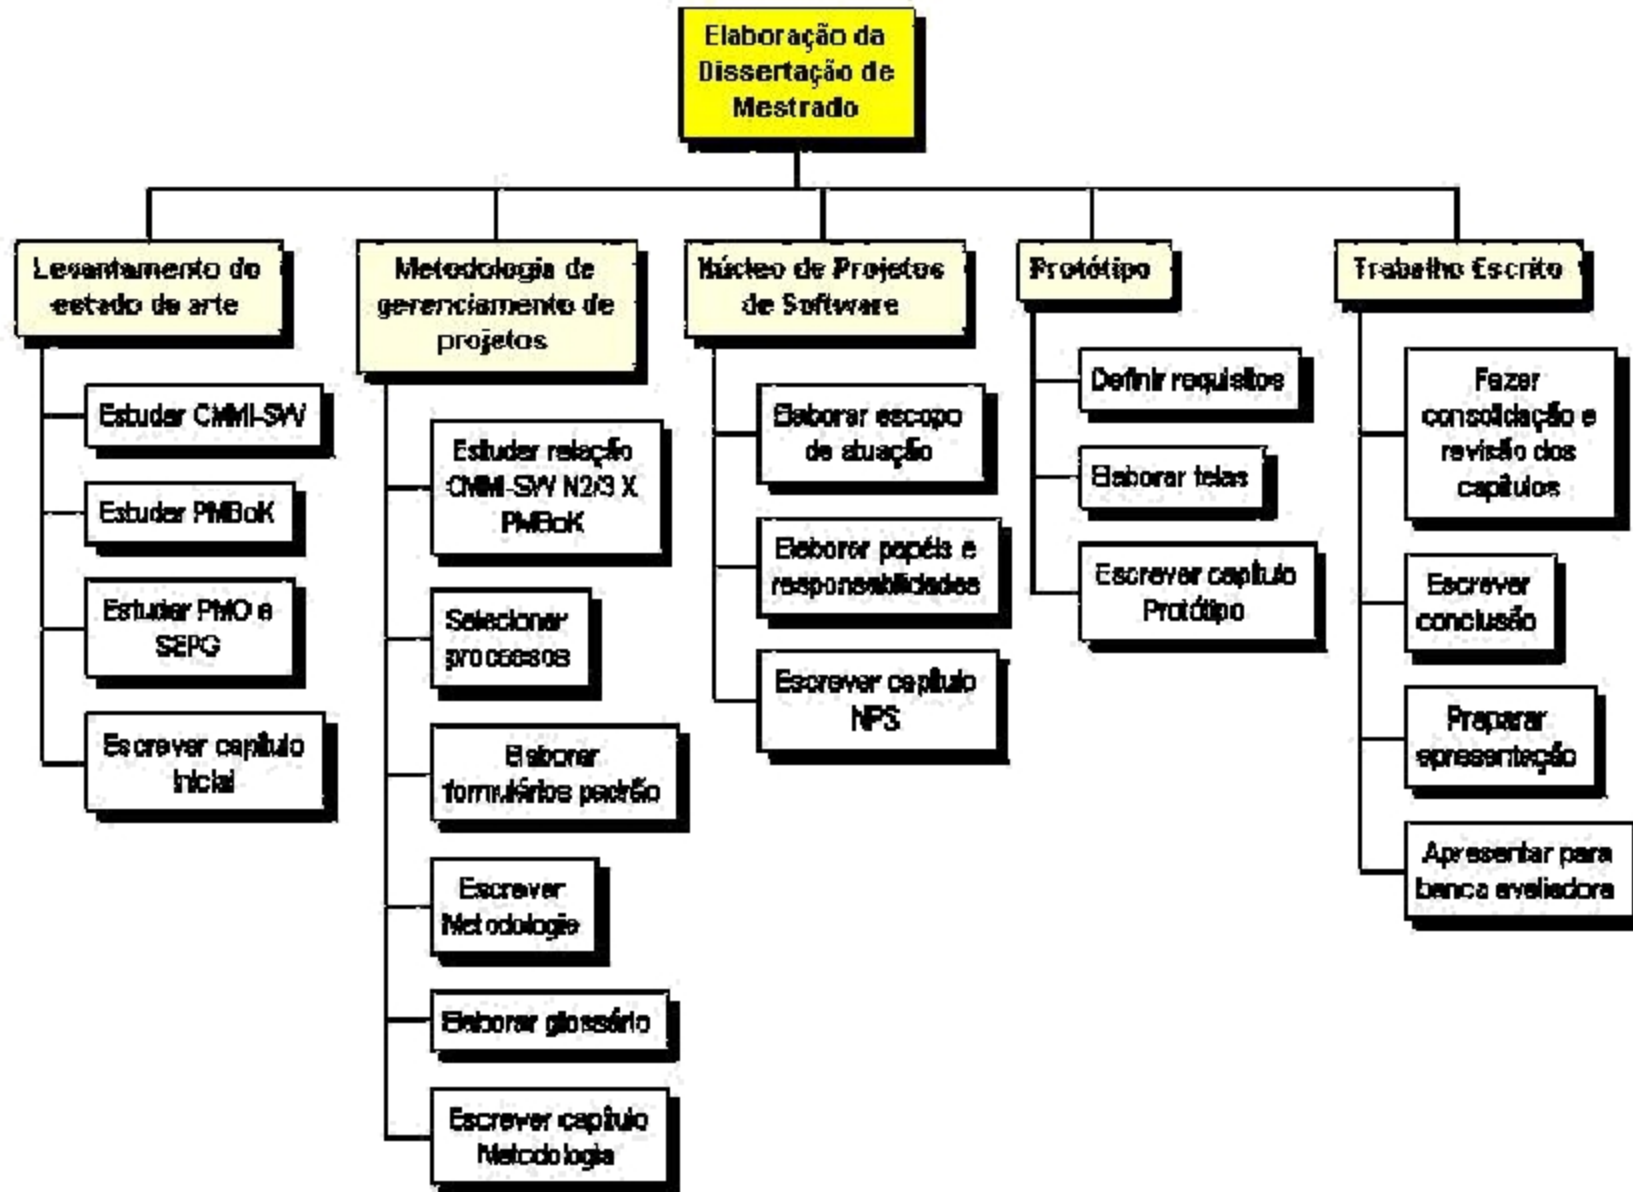 Elaboração da
Dissertação de
Mestrado
Levantamento do
estado da arte
Estudar CMMI-SW
Estudar PMBoK
Estudar PMO e
SEPG
Escrever capítulo
Inicial
Metodologia de
gerenciamento de
projetos
Estudar relação
CMMI-SW N2/3 X
PMBoK
Selecionar
processos
Elaborar
formulários padrão
Escrever
Metodologia
Elaborar glossário
Escrever capítulo
Metodologia
Núcleo de Projetos
de Software
Elaborar escopo
de atuação
Elaborar papéis e
responsabilidades
Escrever capítulo
NPS
Protótipo
Definir requisitos
Elaborar telas
Escrever capítulo
Protótipo
Trabalho Escrito
Fazer
consolidação e
revisão dos
capítulos
Escrever
conclusão
Preparar
apresentação
Apresentar para
banca avaliadora